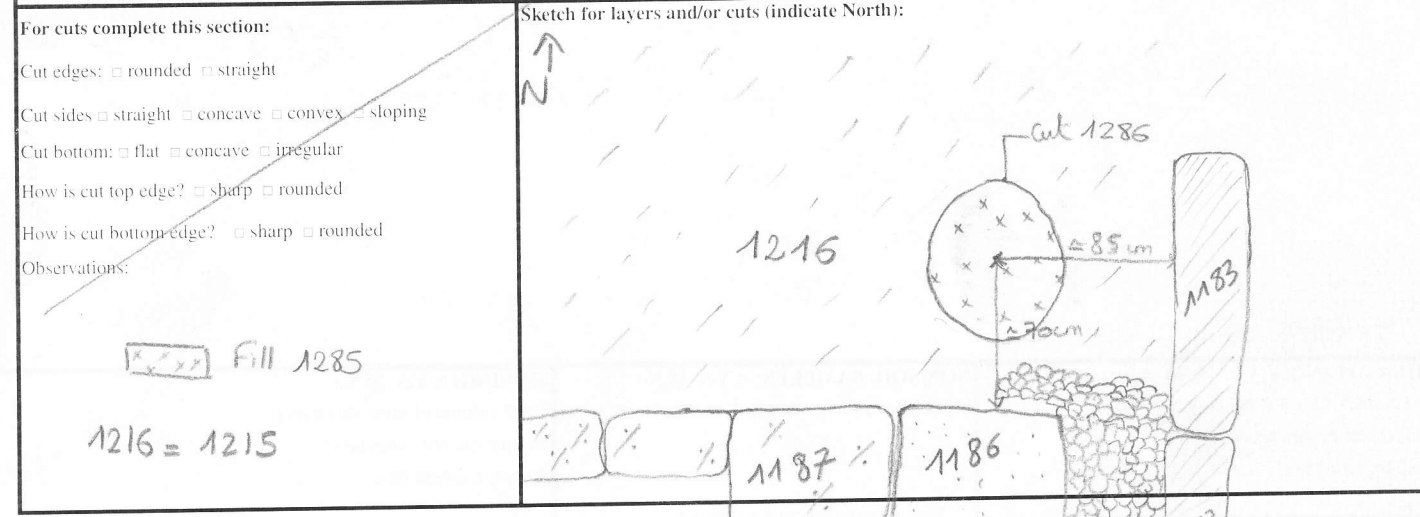 For cuts complete this section:
Cut edges: □ rounded □ straight
Cut sides □ straight □ concave □ convex □ sloping
Cut bottom: □ flat □ concave □ irregular
How is cut top edge? □ sharp □ rounded
How is cut bottom edge? □ sharp □ rounded
Observations:
Fill 1285
1216 = 1215
Sketch for layers and/or cuts (indicate North):
N
Cut 1286
1216
≃85 cm
1183
~70cm
1187
1186